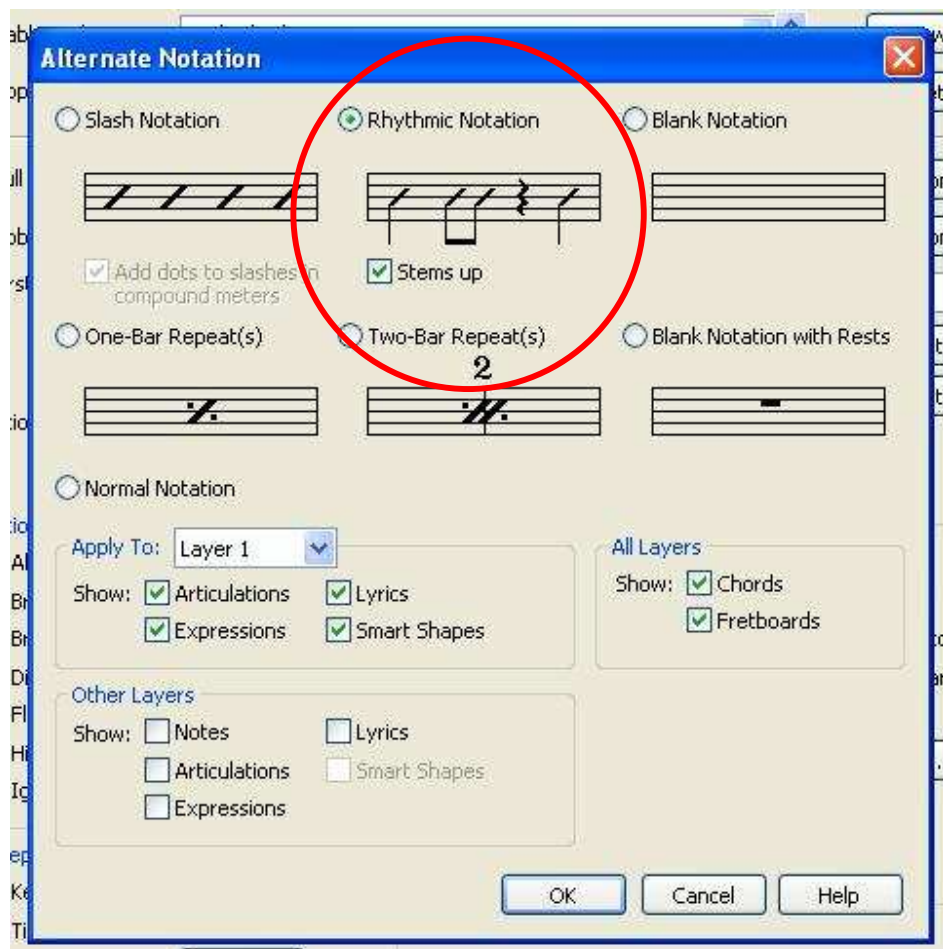 Alternate Notation
Slash Notation
Rhythmic Notation
Blank Notation
Add dots to slashes in
compound meters
Stems up
One-Bar Repeat(s)
Two-Bar Repeat(s)
Blank Notation with Rests
2
Normal Notation
Apply To: Layer 1
Show: Articulations Lyrics
Expressions Smart Shapes
All Layers
Show: Chords
Fretboards
Other Layers
Show: Notes Lyrics
Articulations Smart Shapes
Expressions
OK Cancel Help